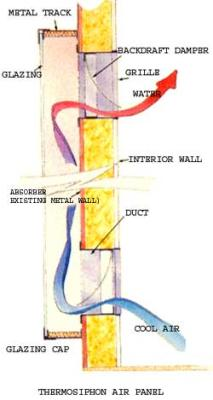 METAL TRACK
BACKDRAFT DAMPER
GLAZING
GRILLE
WATER
INTERIOR WALL
ABSORBER
EXISTING METAL WALL)
DUCT
COOL AIR
GLAZING CAP
THERMOSIPHON AIR PANEL